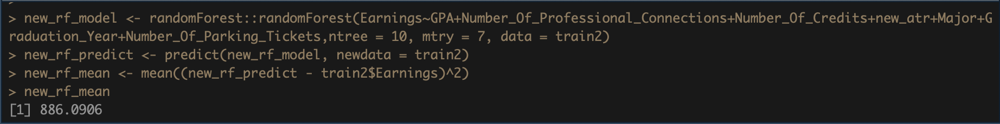 > new_rf_model <- randomForest::randomForest(Earnings~GPA+Number_Of_Professional_Connections+Number_Of_Credits+new_atr+Major+G
raduation_Year+Number_Of_Parking_Tickets,ntree = 10, mtry = 7, data = train2)
> new_rf_predict <- predict(new_rf_model, newdata = train2)
> new_rf_mean <- mean((new_rf_predict - train2$Earnings)^2)
> new_rf_mean
[1] 886.0906